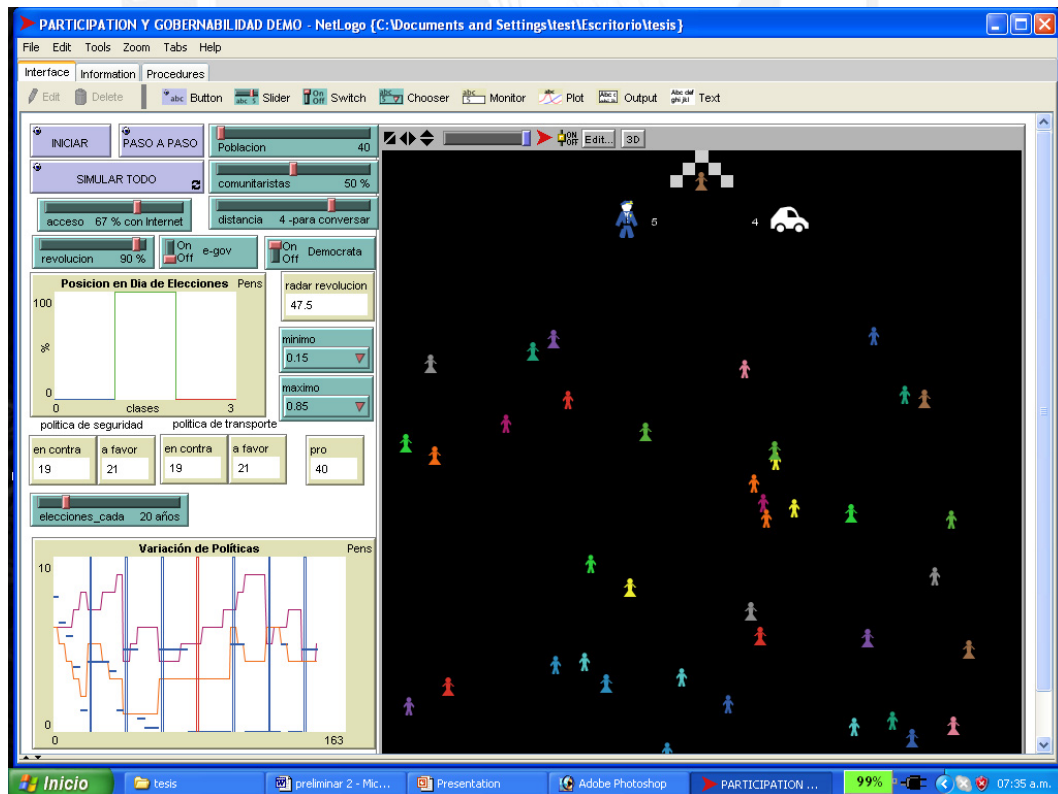 PARTICIPATION Y GOBERNABILIDAD DEMO - NetLogo {C:\Documents and Settings\test\Escritorio\tesis}
File Edit Tools Zoom Tabs Help
Interface Information Procedures
Edit Delete abc Button Slider On Off Switch Chooser Monitor Plot Output Text
INICIAR PASO A PASO Poblacion 40
SIMULAR TODO comunitaristas 50 %
acceso 67 % con Internet distancia 4 -para conversar
revolucion 90 % On Off e-gov On Off Democrata
ON OFF Edit... 3D
5 4
Posicion en Dia de Elecciones Pens
100
%
0
0 clases 3
radar revolucion
47.5
minimo
0.15
maximo
0.85
politica de seguridad politica de transporte
en contra a favor en contra a favor pro
19 21 19 21 40
elecciones_cada 20 años
Variación de Políticas Pens
10
0
0 163
Inicio tesis preliminar 2 - Mic... Presentation Adobe Photoshop PARTICIPATION ... 99% 07:35 a.m.